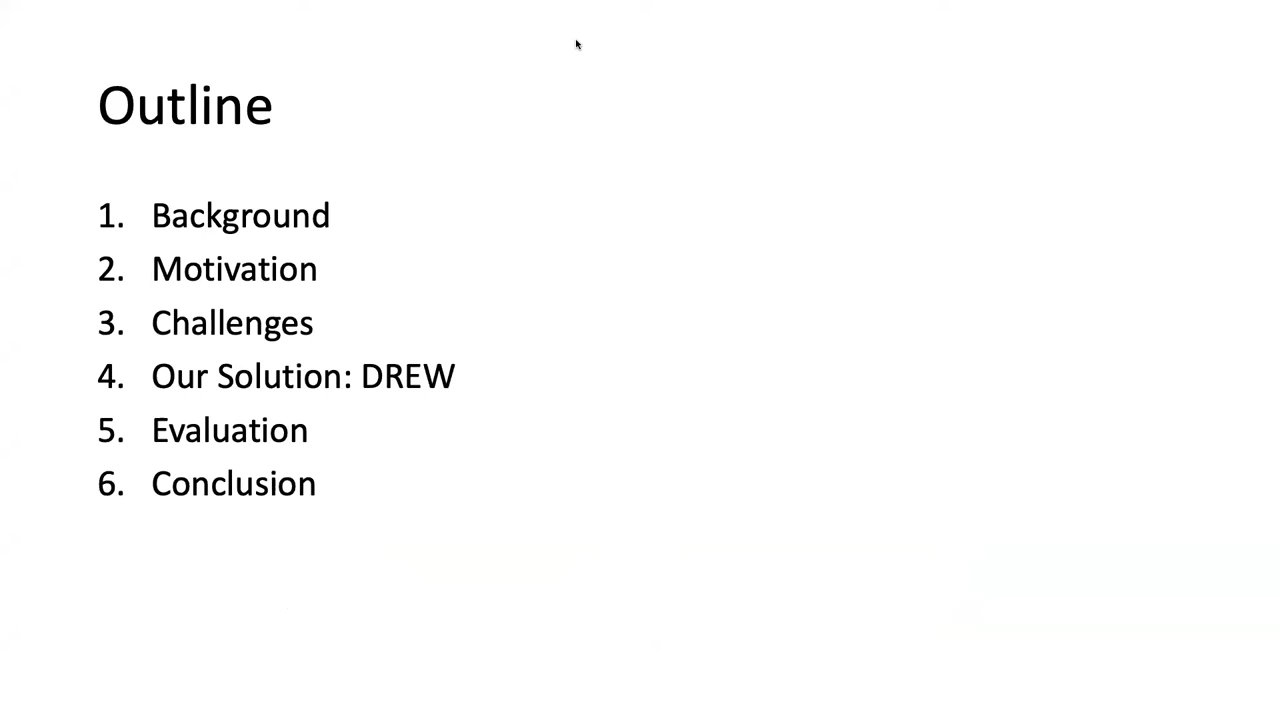 Outline
1. Background
2. Motivation
3. Challenges
4. Our Solution: DREW
5. Evaluation
6. Conclusion